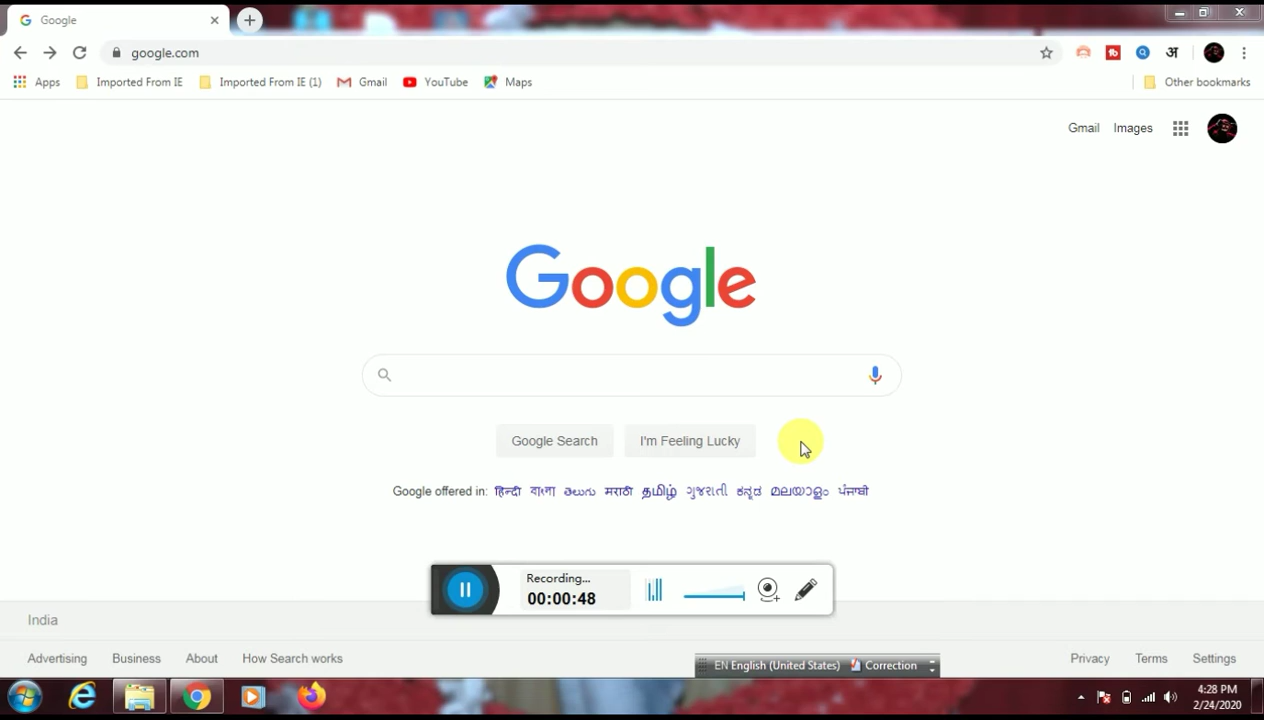 Google
google.com
Apps Imported From IE Imported From IE (1) Gmail YouTube Maps Other bookmarks
Gmail Images
Google
Google Search I'm Feeling Lucky
Google offered in: हिन्दी বাংলা తెలుగు मराठी தமிழ் ગુજરાતી ಕನ್ನಡ മലയാളം ਪੰਜਾਬੀ
Recording...
00:00:48
India
Advertising Business About How Search works Privacy Terms Settings
EN English (United States) Correction
4:28 PM
2/24/2020